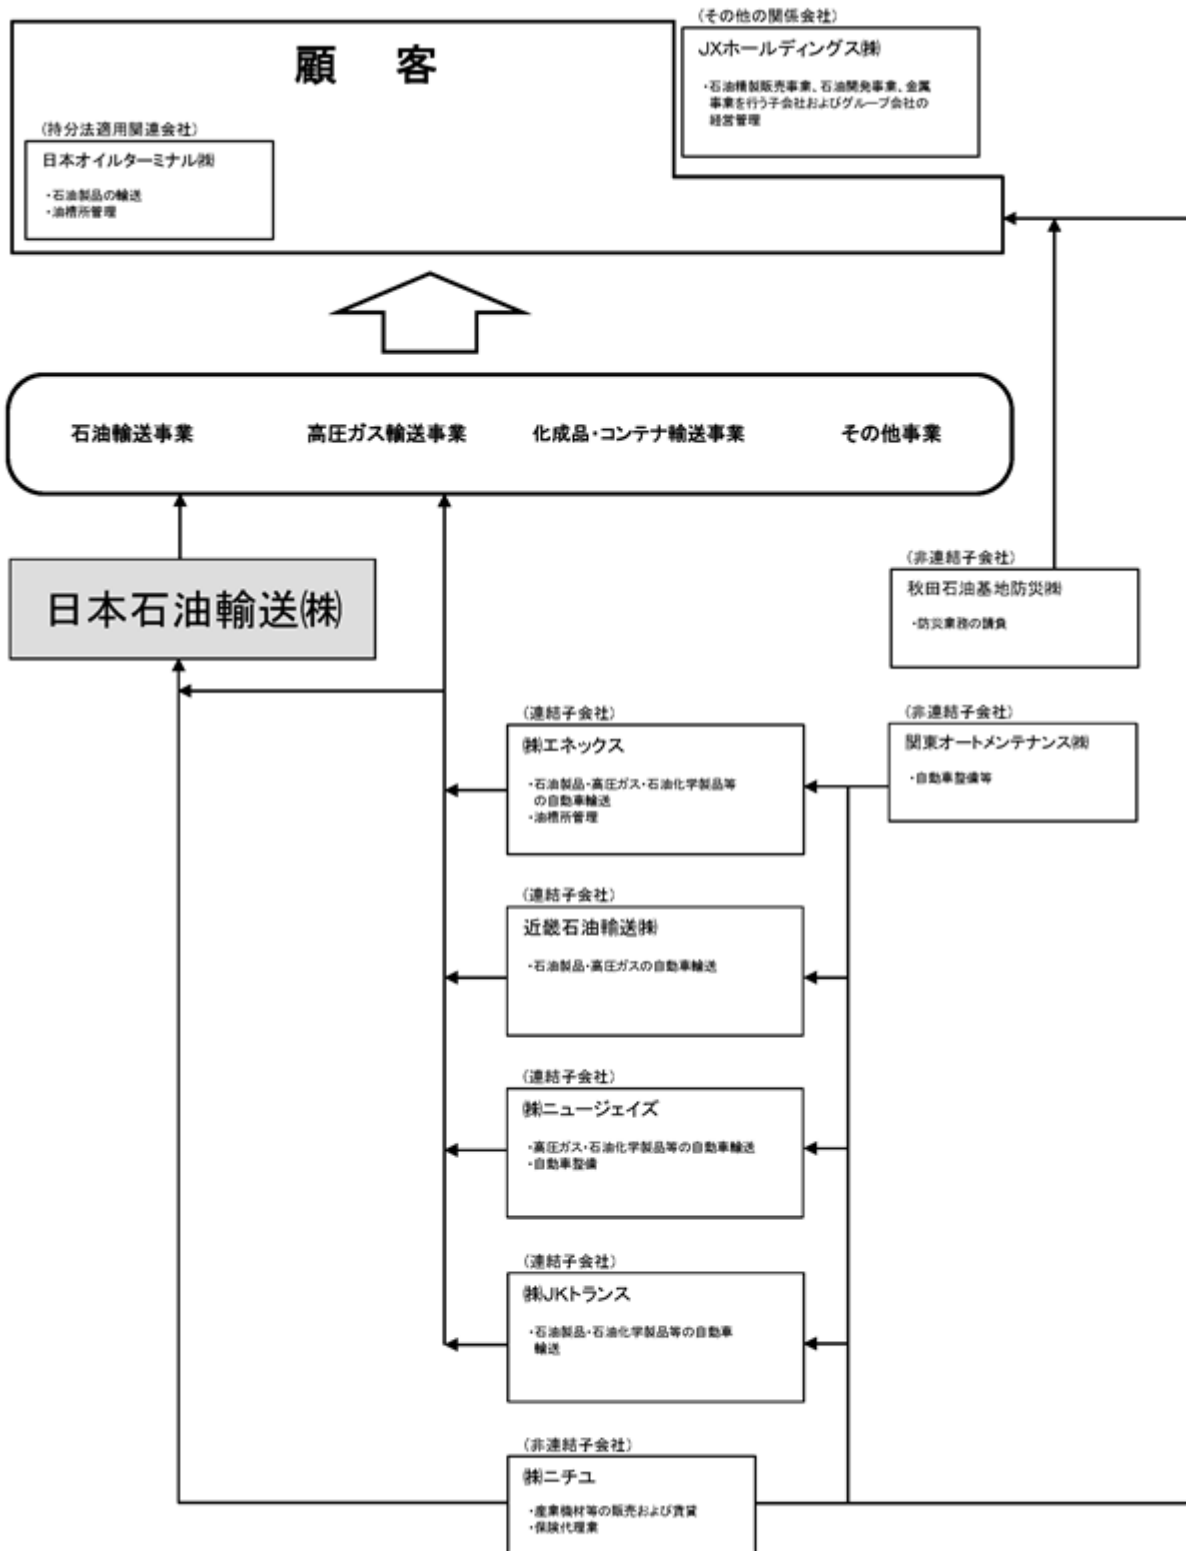 (その他の関係会社)
JXホールディングス㈱
・石油精製販売事業、石油開発事業、金属
事業を行う子会社およびグループ会社の
経営管理
顧 客
(持分法適用関連会社)
日本オイルターミナル㈱
・石油製品の輸送
・油槽所管理
石油輸送事業
高圧ガス輸送事業
化成品・コンテナ輸送事業
その他事業
日本石油輸送㈱
(非連結子会社)
秋田石油基地防災㈱
・防災業務の請負
(連結子会社)
㈱エネックス
・石油製品・高圧ガス・石油化学製品等
の自動車輸送
・油槽所管理
(非連結子会社)
関東オートメンテナンス㈱
・自動車整備等
(連結子会社)
近畿石油輸送㈱
・石油製品・高圧ガスの自動車輸送
(連結子会社)
㈱ニュージェイズ
・高圧ガス・石油化学製品等の自動車輸送
・自動車整備
(連結子会社)
㈱JKトランス
・石油製品・石油化学製品等の自動車
輸送
(非連結子会社)
㈱ニチユ
・産業機材等の販売および賃貸
・保険代理業